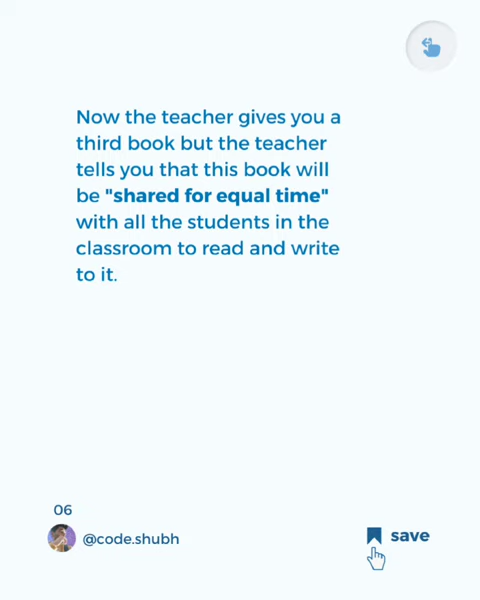 Now the teacher gives you a
third book but the teacher
tells you that this book will
be "shared for equal time"
with all the students in the
classroom to read and write
to it.
06
@code.shubh
save